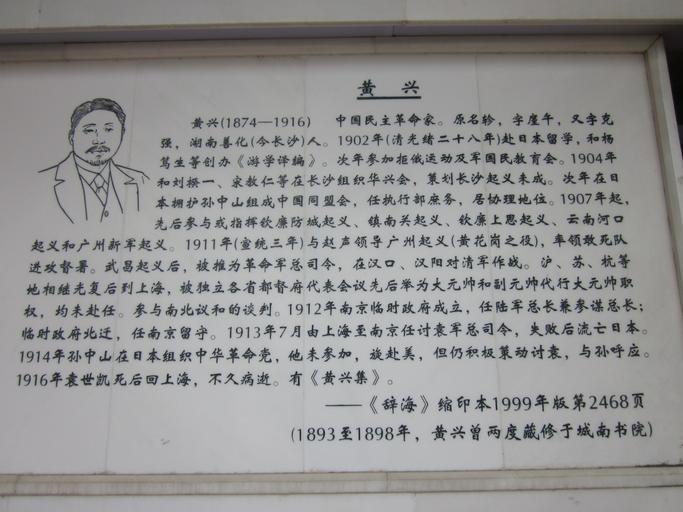 黄 兴
黄兴(1874—1916) 中国民主革命家。原名轸，字廑午，又字克
强，湖南善化(今长沙)人。1902年(清光绪二十八年)赴日本留学，和杨
笃生等创办《游学译编》。次年参加拒俄运动及军国民教育会。1904年
和刘揆一、宋教仁等在长沙组织华兴会，策划长沙起义未成。次年在日
本拥护孙中山组成中国同盟会，任执行部庶务，居协理地位。1907年起，
先后参与或指挥钦廉防城起义、镇南关起义、钦廉上思起义、云南河口
起义和广州新军起义。1911年(宣统三年)与赵声领导广州起义(黄花岗之役)，率领敢死队
进攻督署。武昌起义后，被推为革命军总司令，在汉口、汉阳对清军作战。沪、苏、杭等
地相继光复后到上海，被独立各省都督府代表会议先后举为大元帅和副元帅代行大元帅职
权，均未赴任。参与南北议和的谈判。1912年南京临时政府成立，任陆军总长兼参谋总长；
临时政府北迁，任南京留守。1913年7月由上海至南京任讨袁军总司令，失败后流亡日本。
1914年孙中山在日本组织中华革命党，他未参加，旋赴美，但仍积极策动讨袁，与孙呼应。
1916年袁世凯死后回上海，不久病逝。有《黄兴集》。
——《辞海》缩印本1999年版第2468页
(1893至1898年，黄兴曾两度藏修于城南书院)